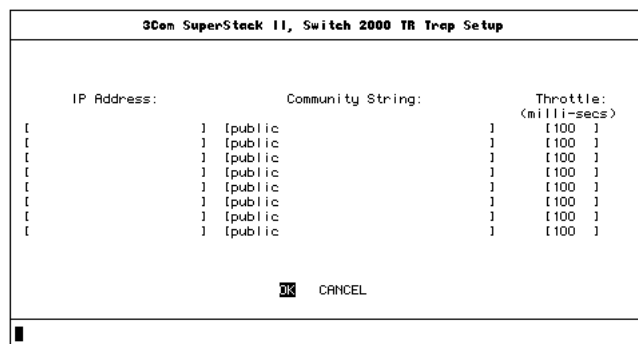 3Com SuperStack II, Switch 2000 TR Trap Setup
IP Address: Community String: Throttle:
(milli-secs)
[ ] [public ] [100 ]
[ ] [public ] [100 ]
[ ] [public ] [100 ]
[ ] [public ] [100 ]
[ ] [public ] [100 ]
[ ] [public ] [100 ]
[ ] [public ] [100 ]
[ ] [public ] [100 ]
OK CANCEL